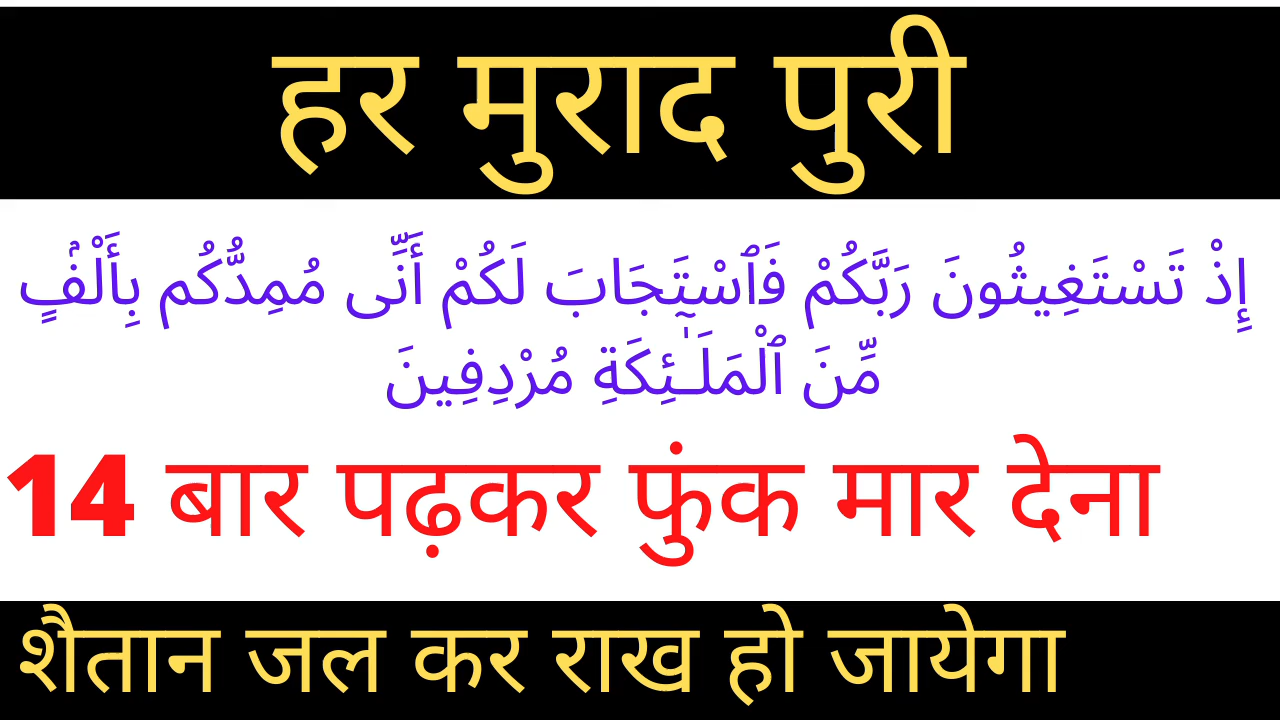 हर मुराद पुरी
إِذْ تَسْتَغِيثُونَ رَبَّكُمْ فَٱسْتَجَابَ لَكُمْ أَنِّى مُمِدُّكُم بِأَلْفٍۢ
مِّنَ ٱلْمَلَـٰٓئِكَةِ مُرْدِفِينَ
14 बार पढ़कर फुंक मार देना
शैतान जल कर राख हो जायेगा